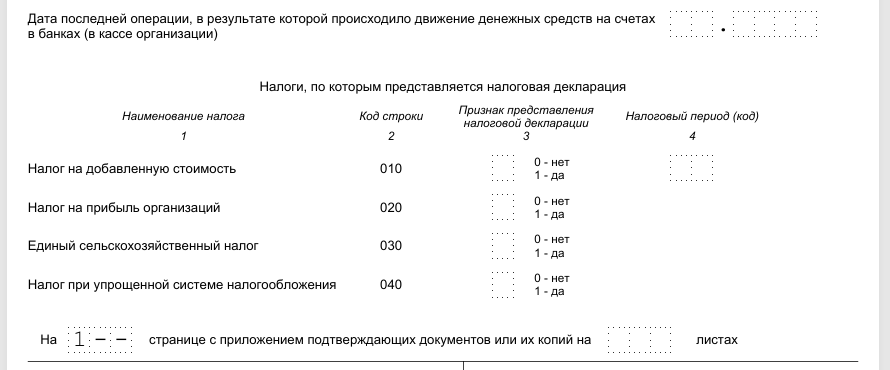 Дата последней операции, в результате которой происходило движение денежных средств на счетах
в банках (в кассе организации)
.
Налоги, по которым представляется налоговая декларация
Наименование налога Код строки Признак представления налоговой декларации Налоговый период (код)
1 2 3 4
Налог на добавленную стоимость 010 0 - нет
1 - да
Налог на прибыль организаций 020 0 - нет
1 - да
Единый сельскохозяйственный налог 030 0 - нет
1 - да
Налог при упрощенной системе налогообложения 040 0 - нет
1 - да
На 1 – – странице с приложением подтверждающих документов или их копий на листах